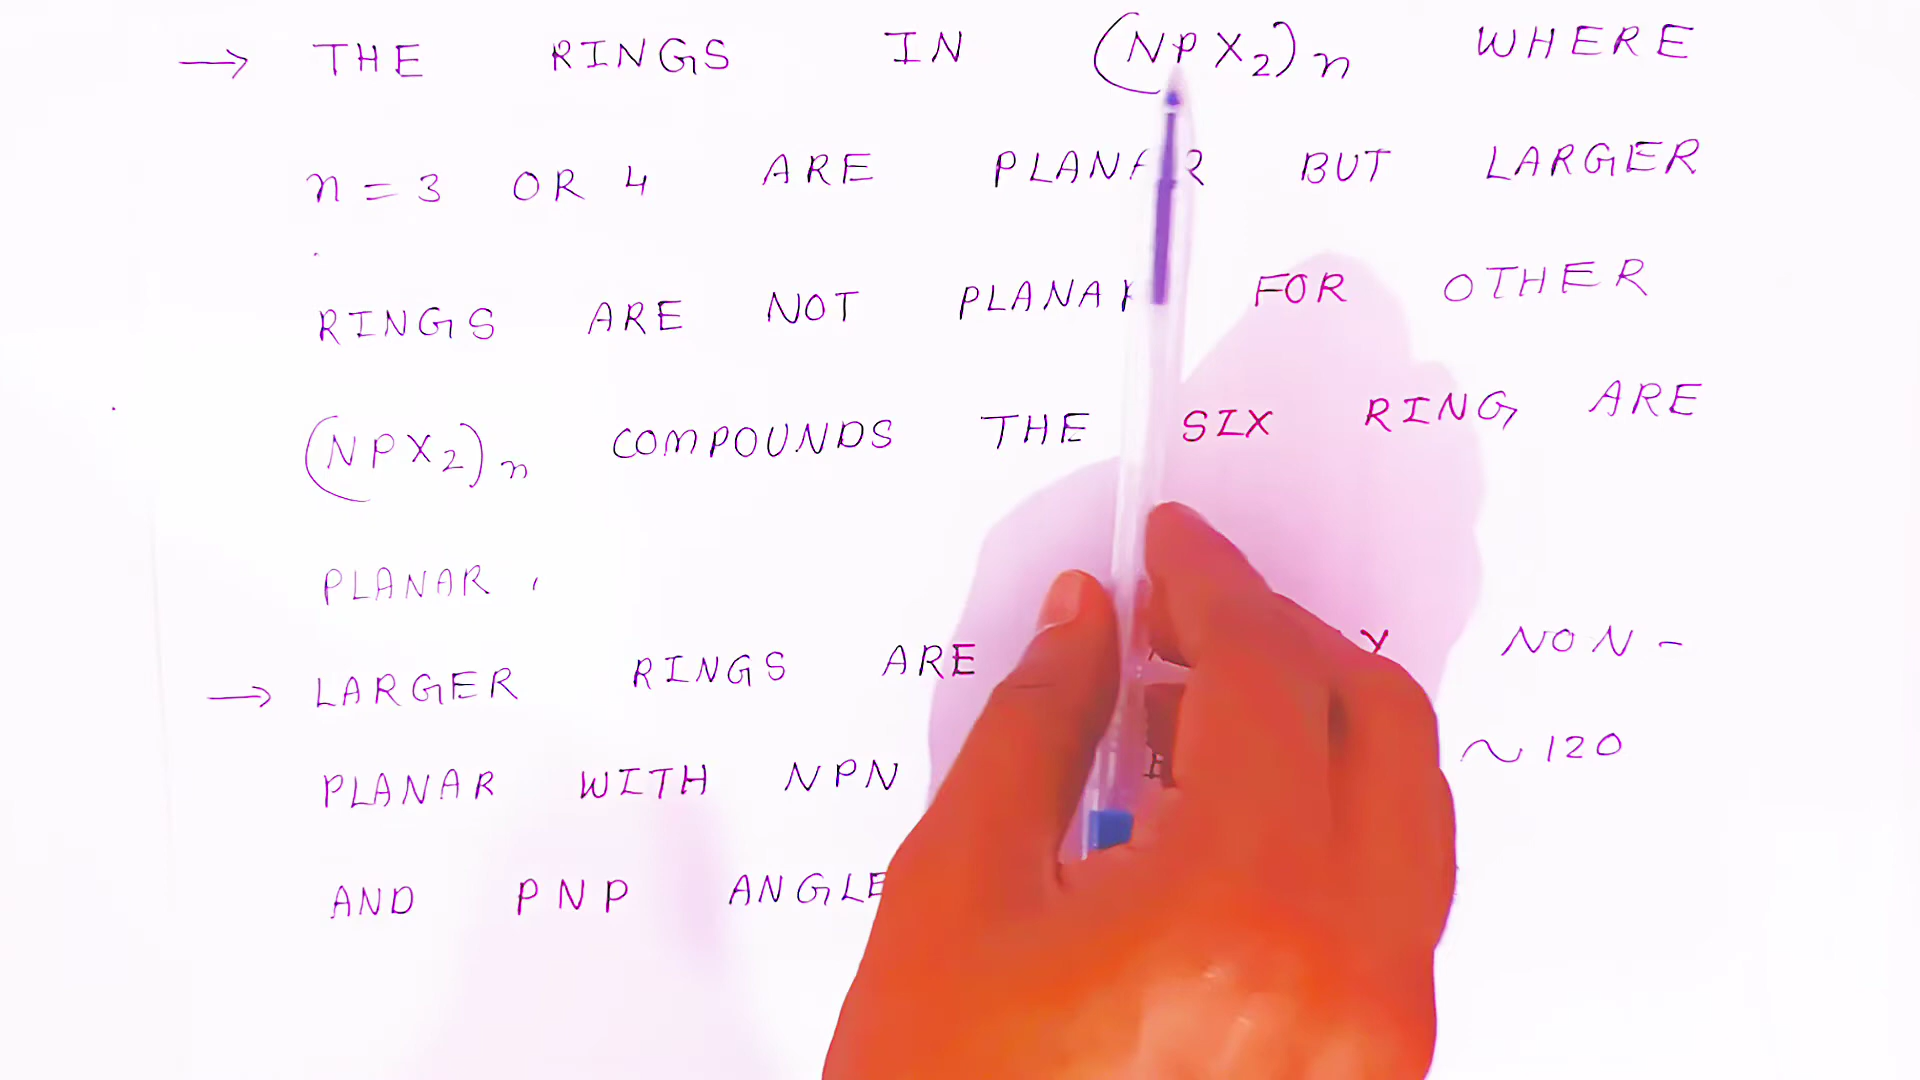 → THE RINGS IN (NPX₂)n WHERE
n = 3 OR 4 ARE PLANAR BUT LARGER
RINGS ARE NOT PLANAR FOR OTHER
(NPX₂)n COMPOUNDS THE SIX RING ARE
PLANAR.
→ LARGER RINGS ARE NON-
PLANAR WITH NPN ~120
AND PNP ANGLE